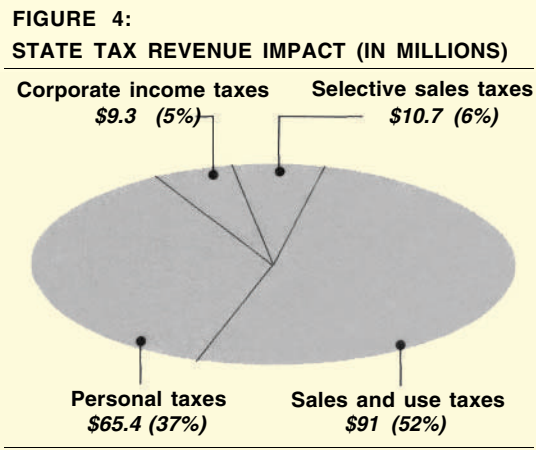 FIGURE 4:
STATE TAX REVENUE IMPACT (IN MILLIONS)
Corporate income taxes
$9.3 (5%)
Selective sales taxes
$10.7 (6%)
Personal taxes
$65.4 (37%)
Sales and use taxes
$91 (52%)